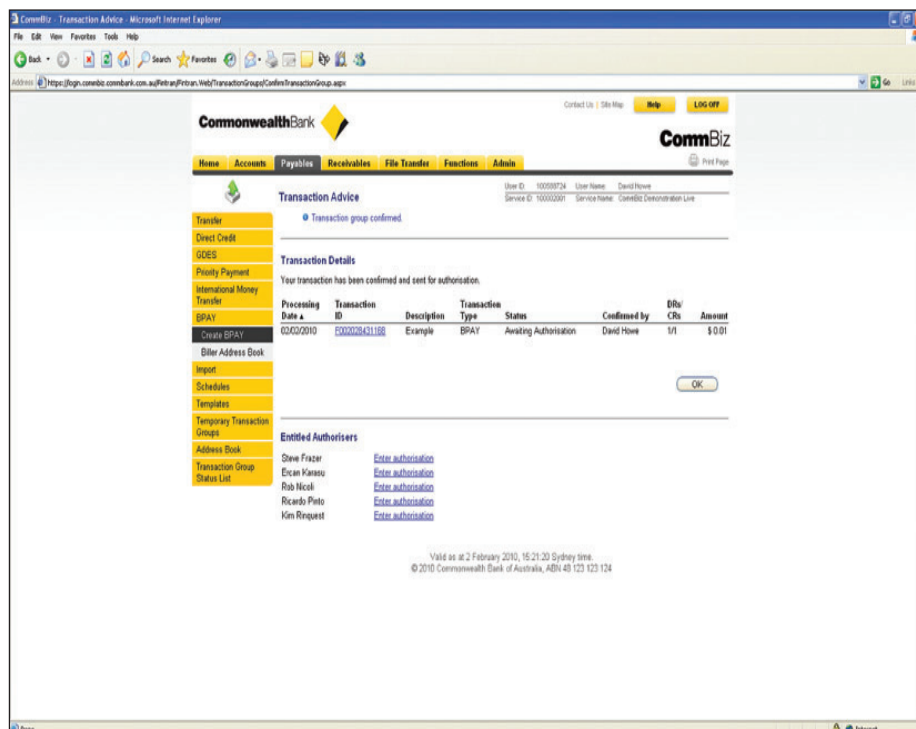 CommBiz - Transaction Advice - Microsoft Internet Explorer
File Edit View Favorites Tools Help
Back Search Favorites
Address https://login.commbiz.commbank.com.au/Fintran/Fintran.Web/TransactionGroups/ConfirmTransactionGroup.aspx Go Links
Contact Us | Site Map Help LOG OFF
CommonwealthBank
CommBiz
Home Accounts Payables Receivables File Transfer Functions Admin Print Page
User ID: 100598724 User Name: David Howe
Transaction Advice Service ID: 100002001 Service Name: CommBiz Demonstration Live
Transaction group confirmed.
Transfer
Direct Credit
GDES
Priority Payment
International Money
Transfer
BPAY
Create BPAY
Biller Address Book
Import
Schedules
Templates
Temporary Transaction
Groups
Address Book
Transaction Group
Status List
Transaction Details
Your transaction has been confirmed and sent for authorisation.
Processing Transaction Transaction DRs/
Date ▲ ID Description Type Status Confirmed by CRs Amount
02/02/2010 F002028431168 Example BPAY Awaiting Authorisation David Howe 1/1 $ 0.01
OK
Entitled Authorisers
Steve Frazer Enter authorisation
Ercan Karasu Enter authorisation
Rob Nicoli Enter authorisation
Ricardo Pinto Enter authorisation
Kim Rinquest Enter authorisation
Valid as at 2 February 2010, 15:21:20 Sydney time.
© 2010 Commonwealth Bank of Australia, ABN 48 123 123 124
Done Internet